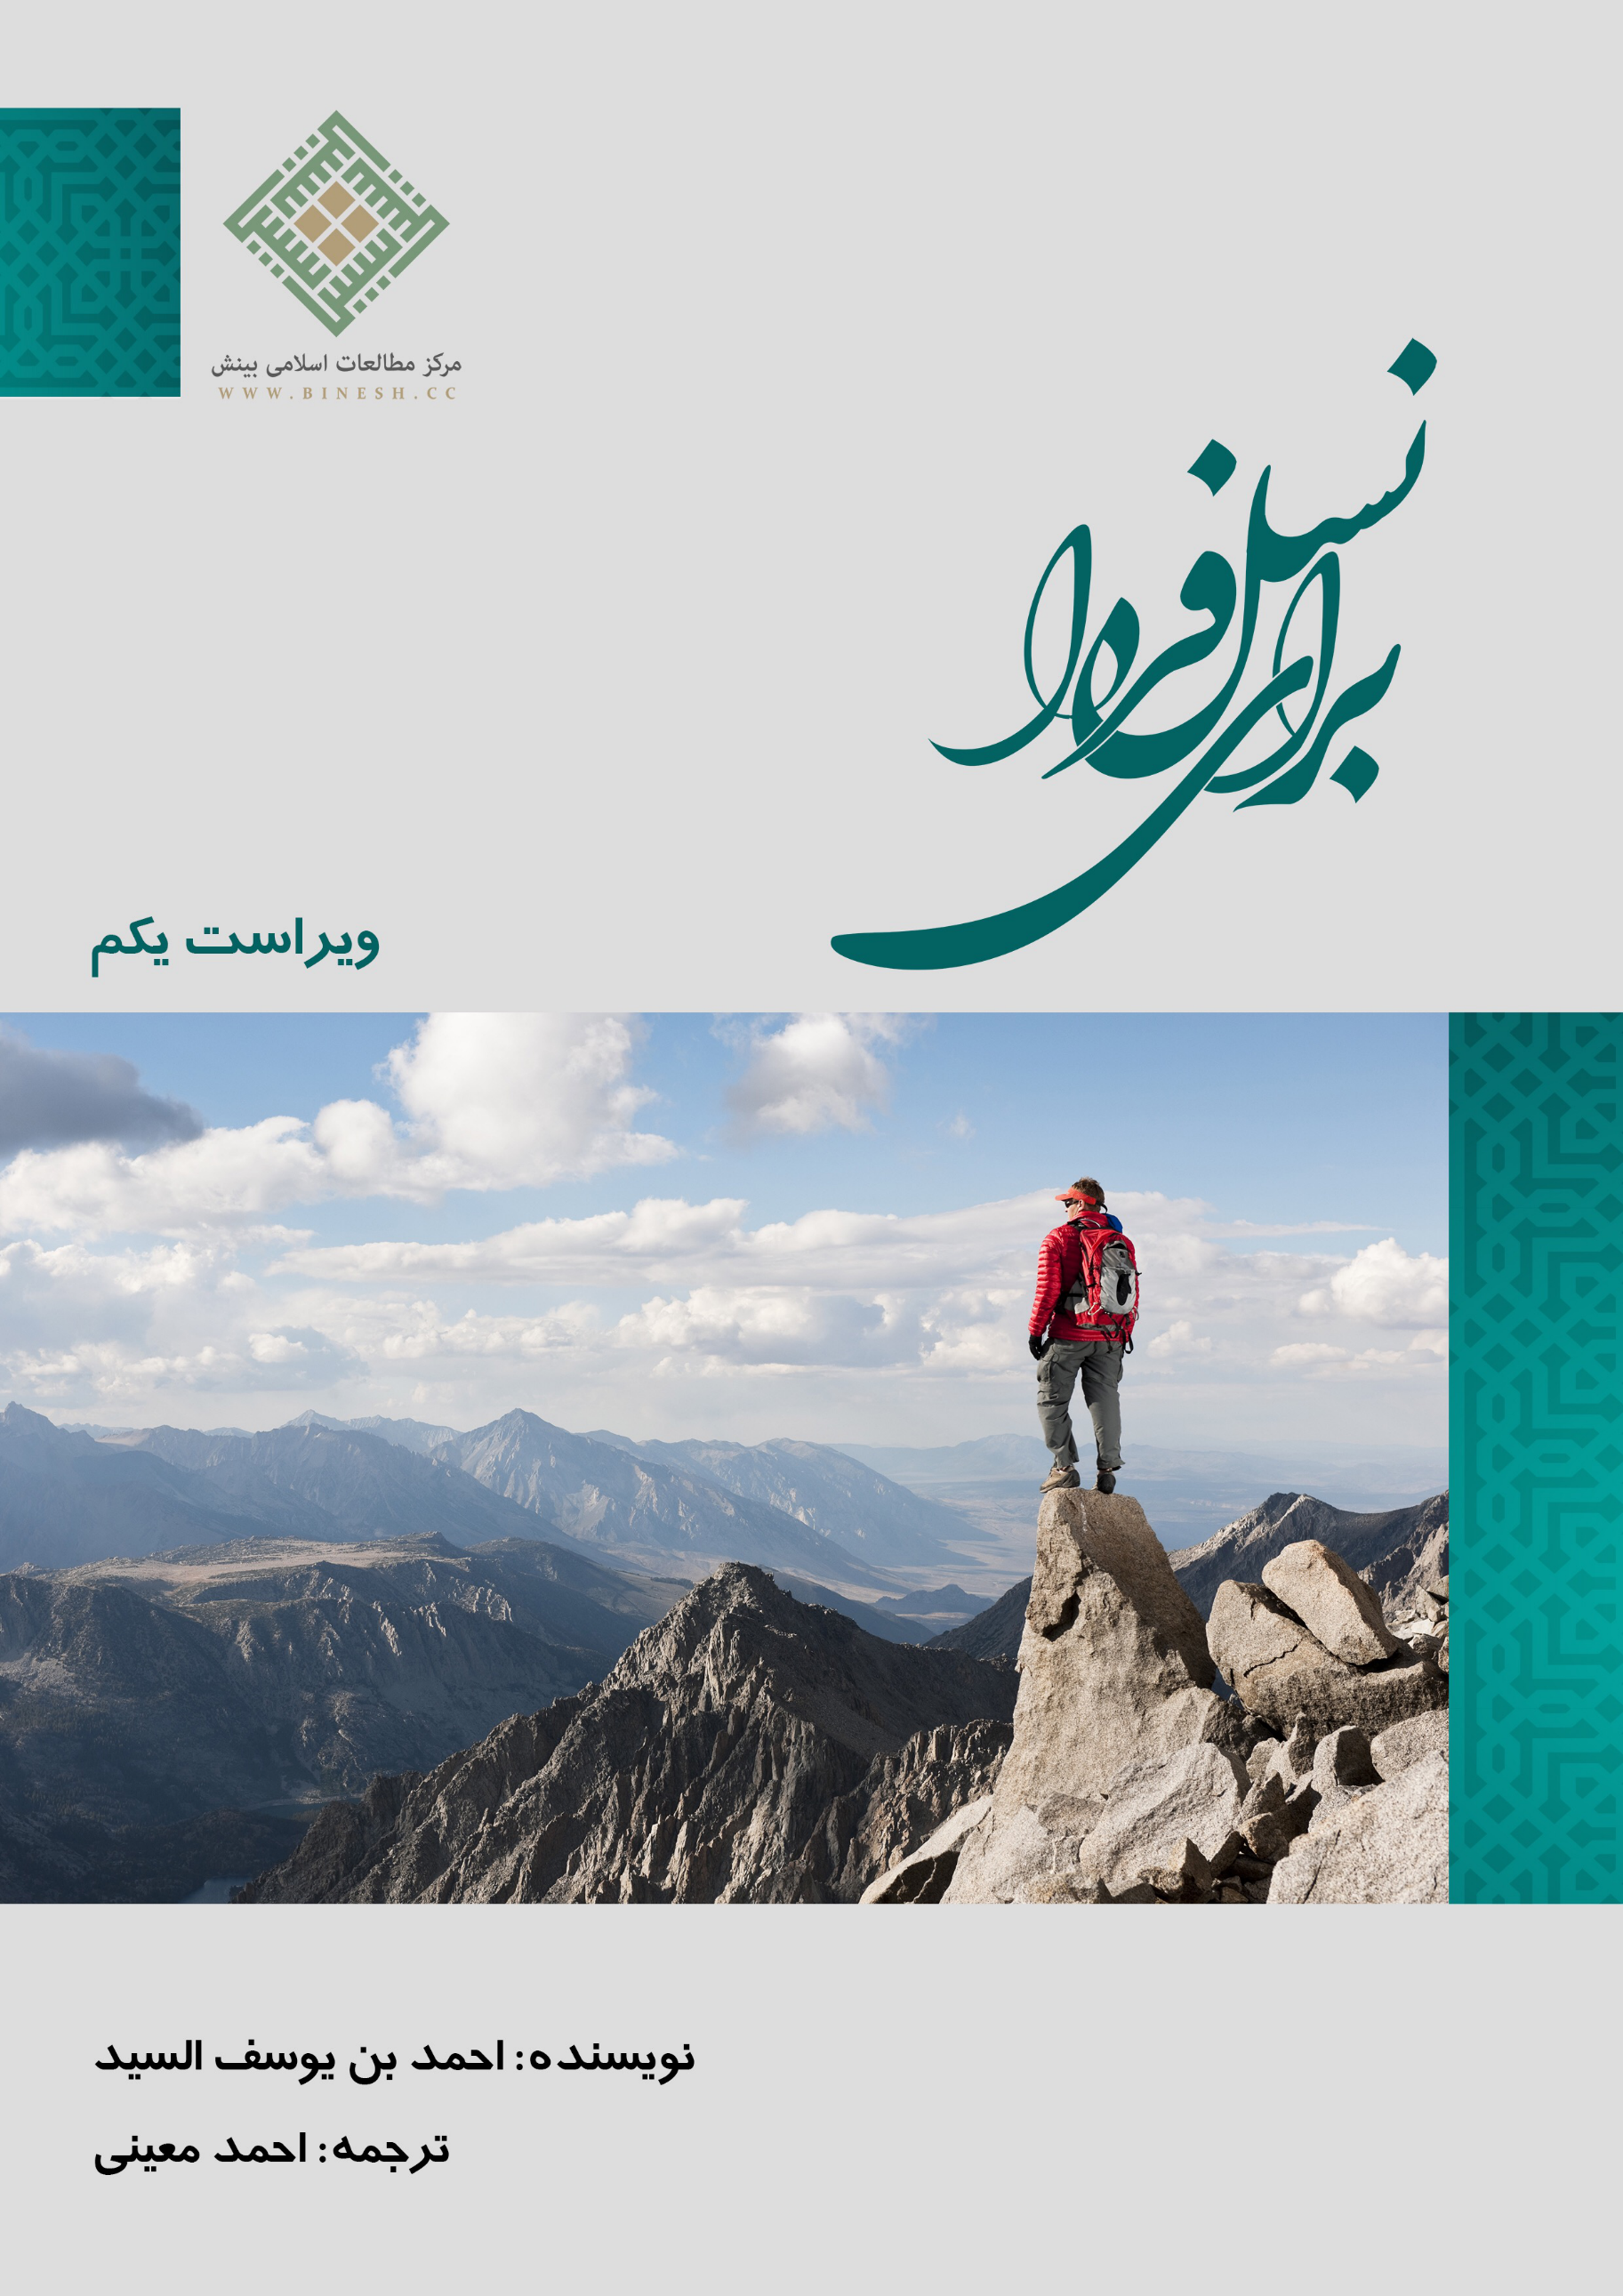 مرکز مطالعات اسلامی بینش
WWW.BINESH.CC
برای نسل فردا
ویراست یکم
نویسنده: احمد بن یوسف السید
ترجمه: احمد معینی